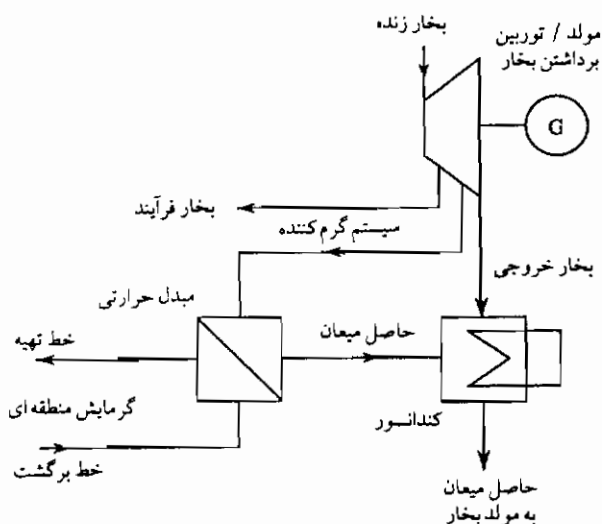 بخار زنده
مولد / توربین
برداشتن بخار
G
بخار فرآیند
سیستم گرم کننده
بخار خروجی
مبدل حرارتی
خط تهیه
حاصل میعان
گرمایش منطقه ای
کندانسور
خط برگشت
حاصل میعان
به مولد بخار